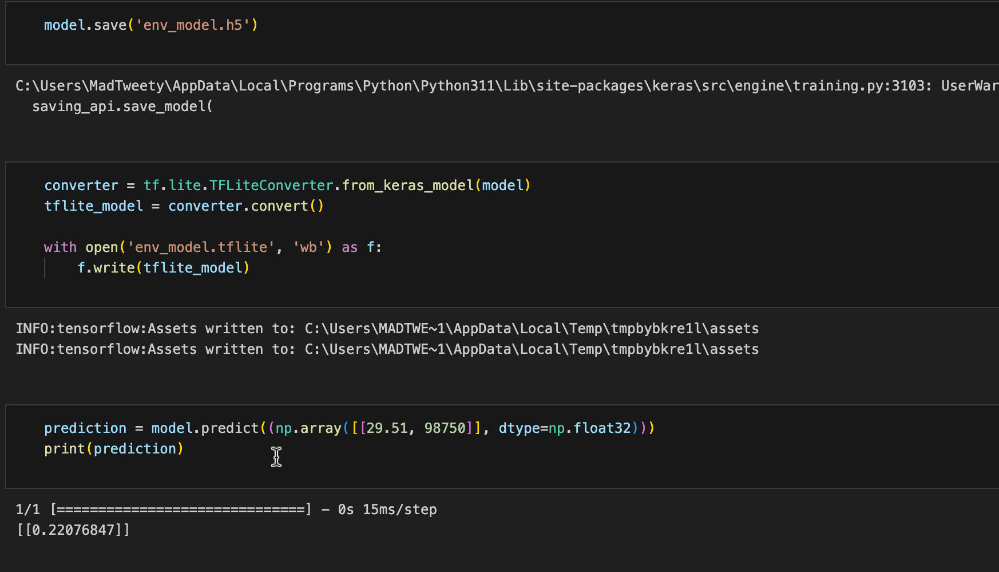 model.save('env_model.h5')
C:\Users\MadTweety\AppData\Local\Programs\Python\Python311\Lib\site-packages\keras\src\engine\training.py:3103: UserWar
  saving_api.save_model(
converter = tf.lite.TFLiteConverter.from_keras_model(model)
tflite_model = converter.convert()
with open('env_model.tflite', 'wb') as f:
    f.write(tflite_model)
INFO:tensorflow:Assets written to: C:\Users\MADTWE~1\AppData\Local\Temp\tmpbybkre1l\assets
INFO:tensorflow:Assets written to: C:\Users\MADTWE~1\AppData\Local\Temp\tmpbybkre1l\assets
prediction = model.predict((np.array([[29.51, 98750]], dtype=np.float32)))
print(prediction)
1/1 [==============================] - 0s 15ms/step
[[0.22076847]]